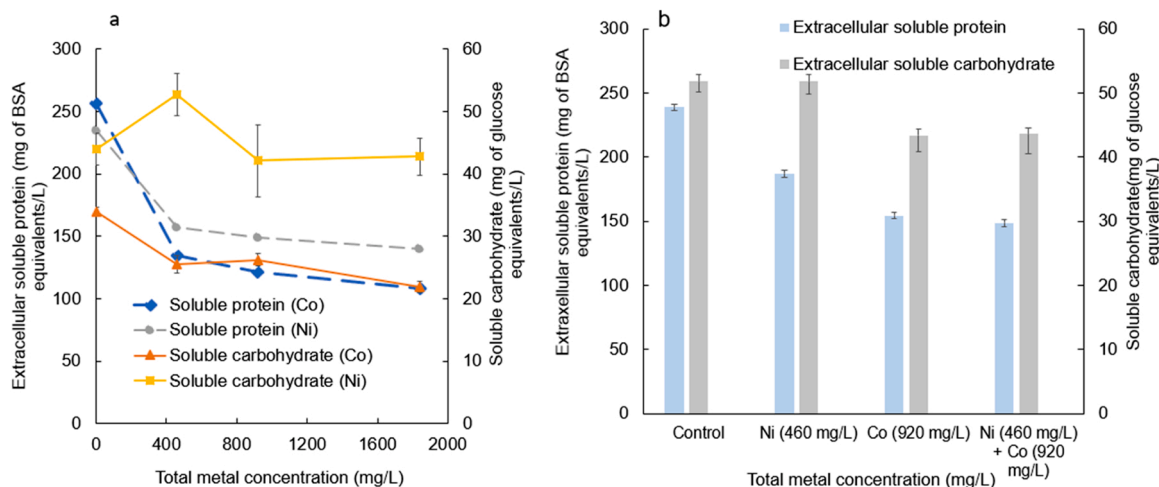 a
Extracellular soluble protein (mg of BSA
equivalents/L)
300
250
200
150
100
50
0
60
50
40
30
20
10
0
Soluble carbohydrate (mg of glucose
equivalents/L)
Soluble protein (Co)
Soluble protein (Ni)
Soluble carbohydrate (Co)
Soluble carbohydrate (Ni)
0 400 800 1200 1600 2000
Total metal concentration (mg/L)
b
Extraxellular soluble protein (mg of BSA
equivalents/L)
300
250
200
150
100
50
0
Extracellular soluble protein
Extracellular soluble carbohydrate
60
50
40
30
20
10
0
Soluble carbohydrate(mg of glucose
equivalents/L)
Control Ni (460 mg/L) Co (920 mg/L) Ni (460 mg/L)
+ Co (920
mg/L)
Total metal concentration (mg/L)